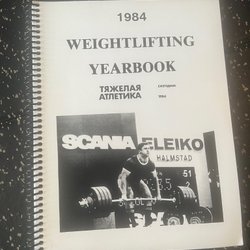 1984
WEIGHTLIFTING
YEARBOOK
ТЯЖЕЛАЯ
АТЛЕТИКА
SCANIA ELEIKO
HALMSTAD
51